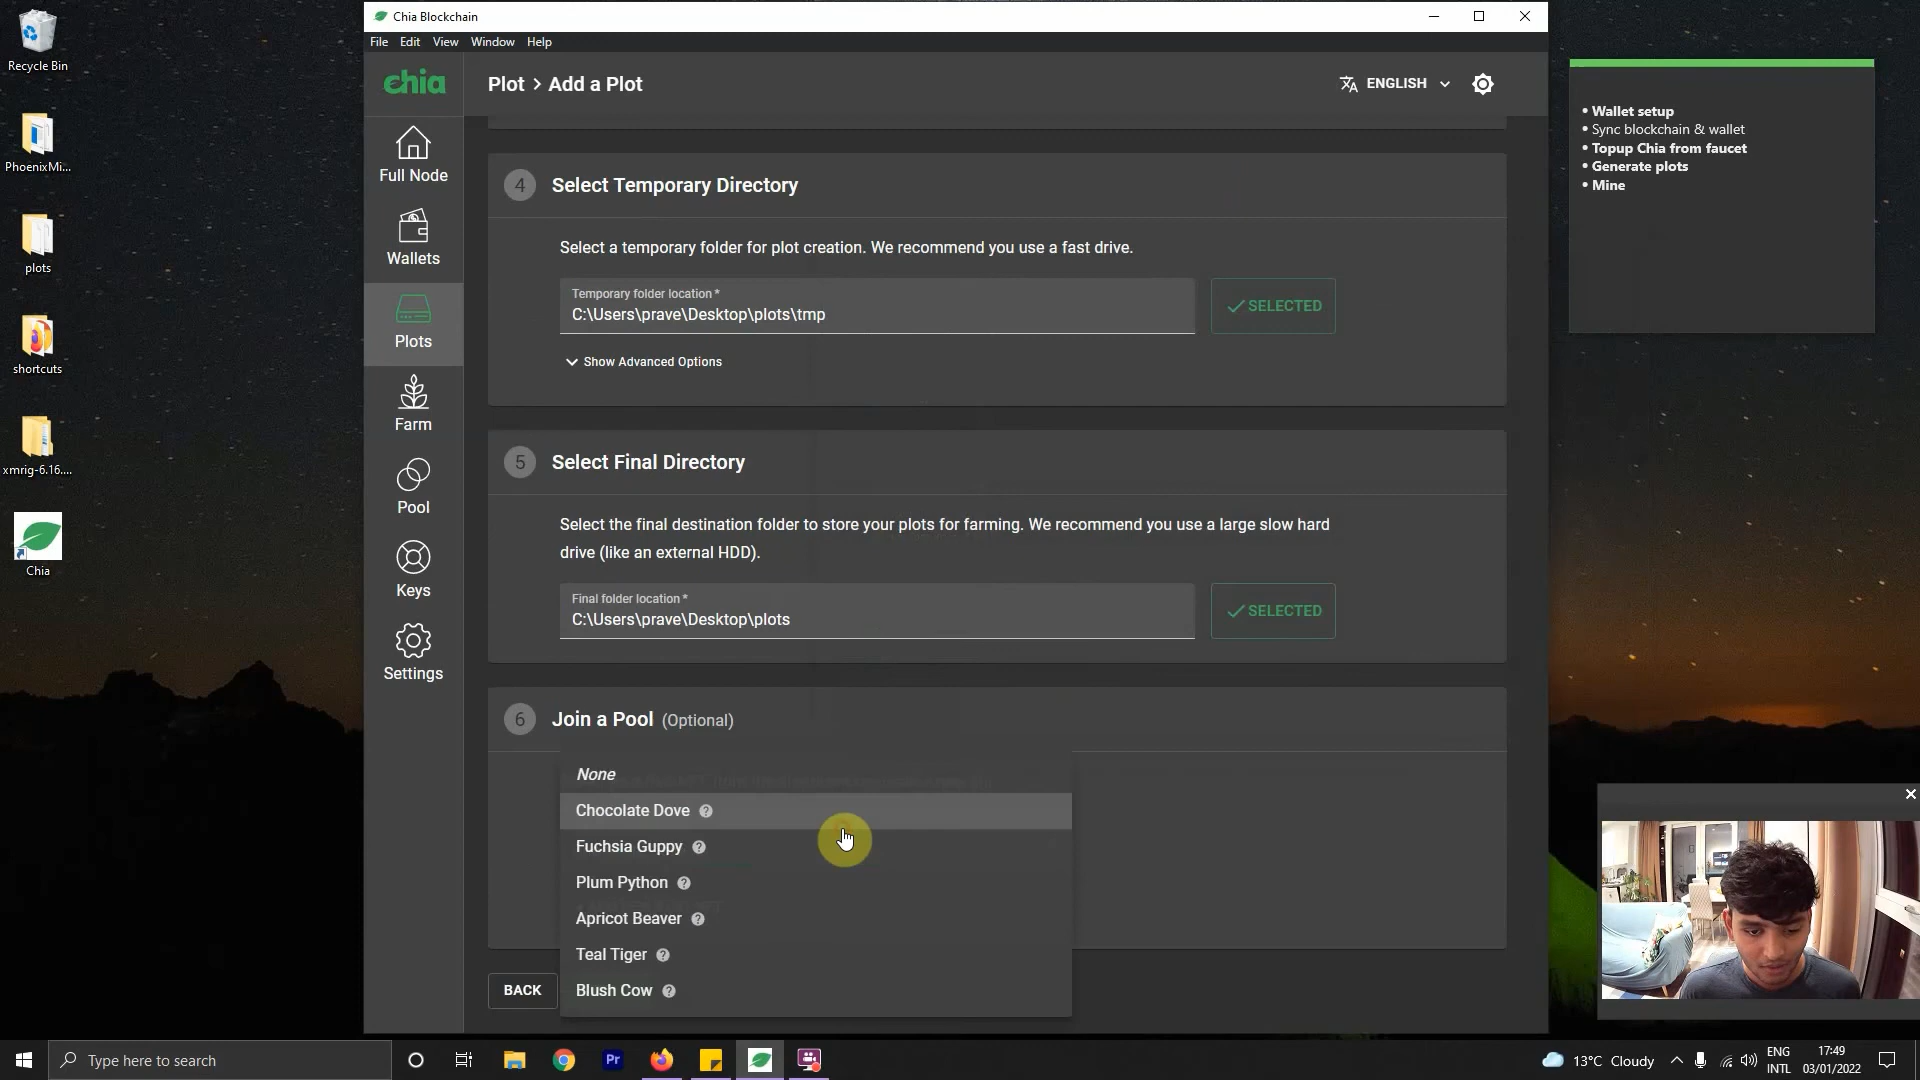 Recycle Bin
PhoenixMi...
plots
shortcuts
xmrig-6.16....
Chia
Chia Blockchain
File Edit View Window Help
chia
Plot > Add a Plot
ENGLISH
Full Node
Wallets
Plots
Farm
Pool
Keys
Settings
4 Select Temporary Directory
Select a temporary folder for plot creation. We recommend you use a fast drive.
Temporary folder location *
C:\Users\prave\Desktop\plots\tmp
SELECTED
Show Advanced Options
5 Select Final Directory
Select the final destination folder to store your plots for farming. We recommend you use a large slow hard
drive (like an external HDD).
Final folder location *
C:\Users\prave\Desktop\plots
SELECTED
6 Join a Pool (Optional)
None
Chocolate Dove ?
Fuchsia Guppy ?
Plum Python ?
Apricot Beaver ?
Teal Tiger ?
Blush Cow ?
BACK
• Wallet setup
• Sync blockchain & wallet
• Topup Chia from faucet
• Generate plots
• Mine
Type here to search
Pr
13°C Cloudy
ENG
INTL
17:49
03/01/2022